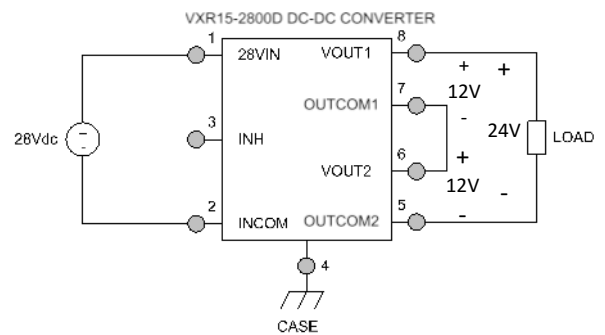 VXR15-2800D DC-DC CONVERTER
1 28VIN VOUT1 8
+ +
12V
7 OUTCOM1
-
28Vdc 3 INH 24V LOAD
+
VOUT2 6
12V
-
2 INCOM OUTCOM2 5
-
4
CASE